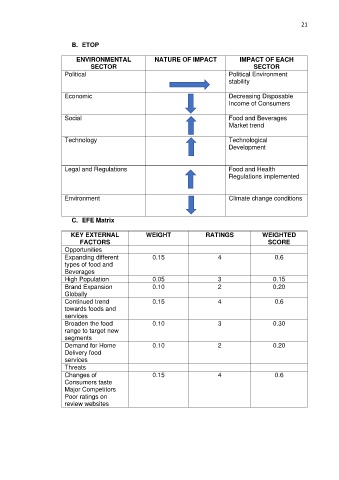 21
B. ETOP
ENVIRONMENTAL SECTOR NATURE OF IMPACT IMPACT OF EACH SECTOR
Political Political Environment stability
Economic Decreasing Disposable Income of Consumers
Social Food and Beverages Market trend
Technology Technological Development
Legal and Regulations Food and Health Regulations implemented
Environment Climate change conditions
C. EFE Matrix
KEY EXTERNAL FACTORS WEIGHT RATINGS WEIGHTED SCORE
Opportunities
Expanding different types of food and Beverages 0.15 4 0.6
High Population 0.05 3 0.15
Brand Expansion Globally 0.10 2 0.20
Continued trend towards foods and services 0.15 4 0.6
Broaden the food range to target new segments 0.10 3 0.30
Demand for Home Delivery food services 0.10 2 0.20
Threats
Changes of Consumers taste 0.15 4 0.6
Major Competitors
Poor ratings on review websites